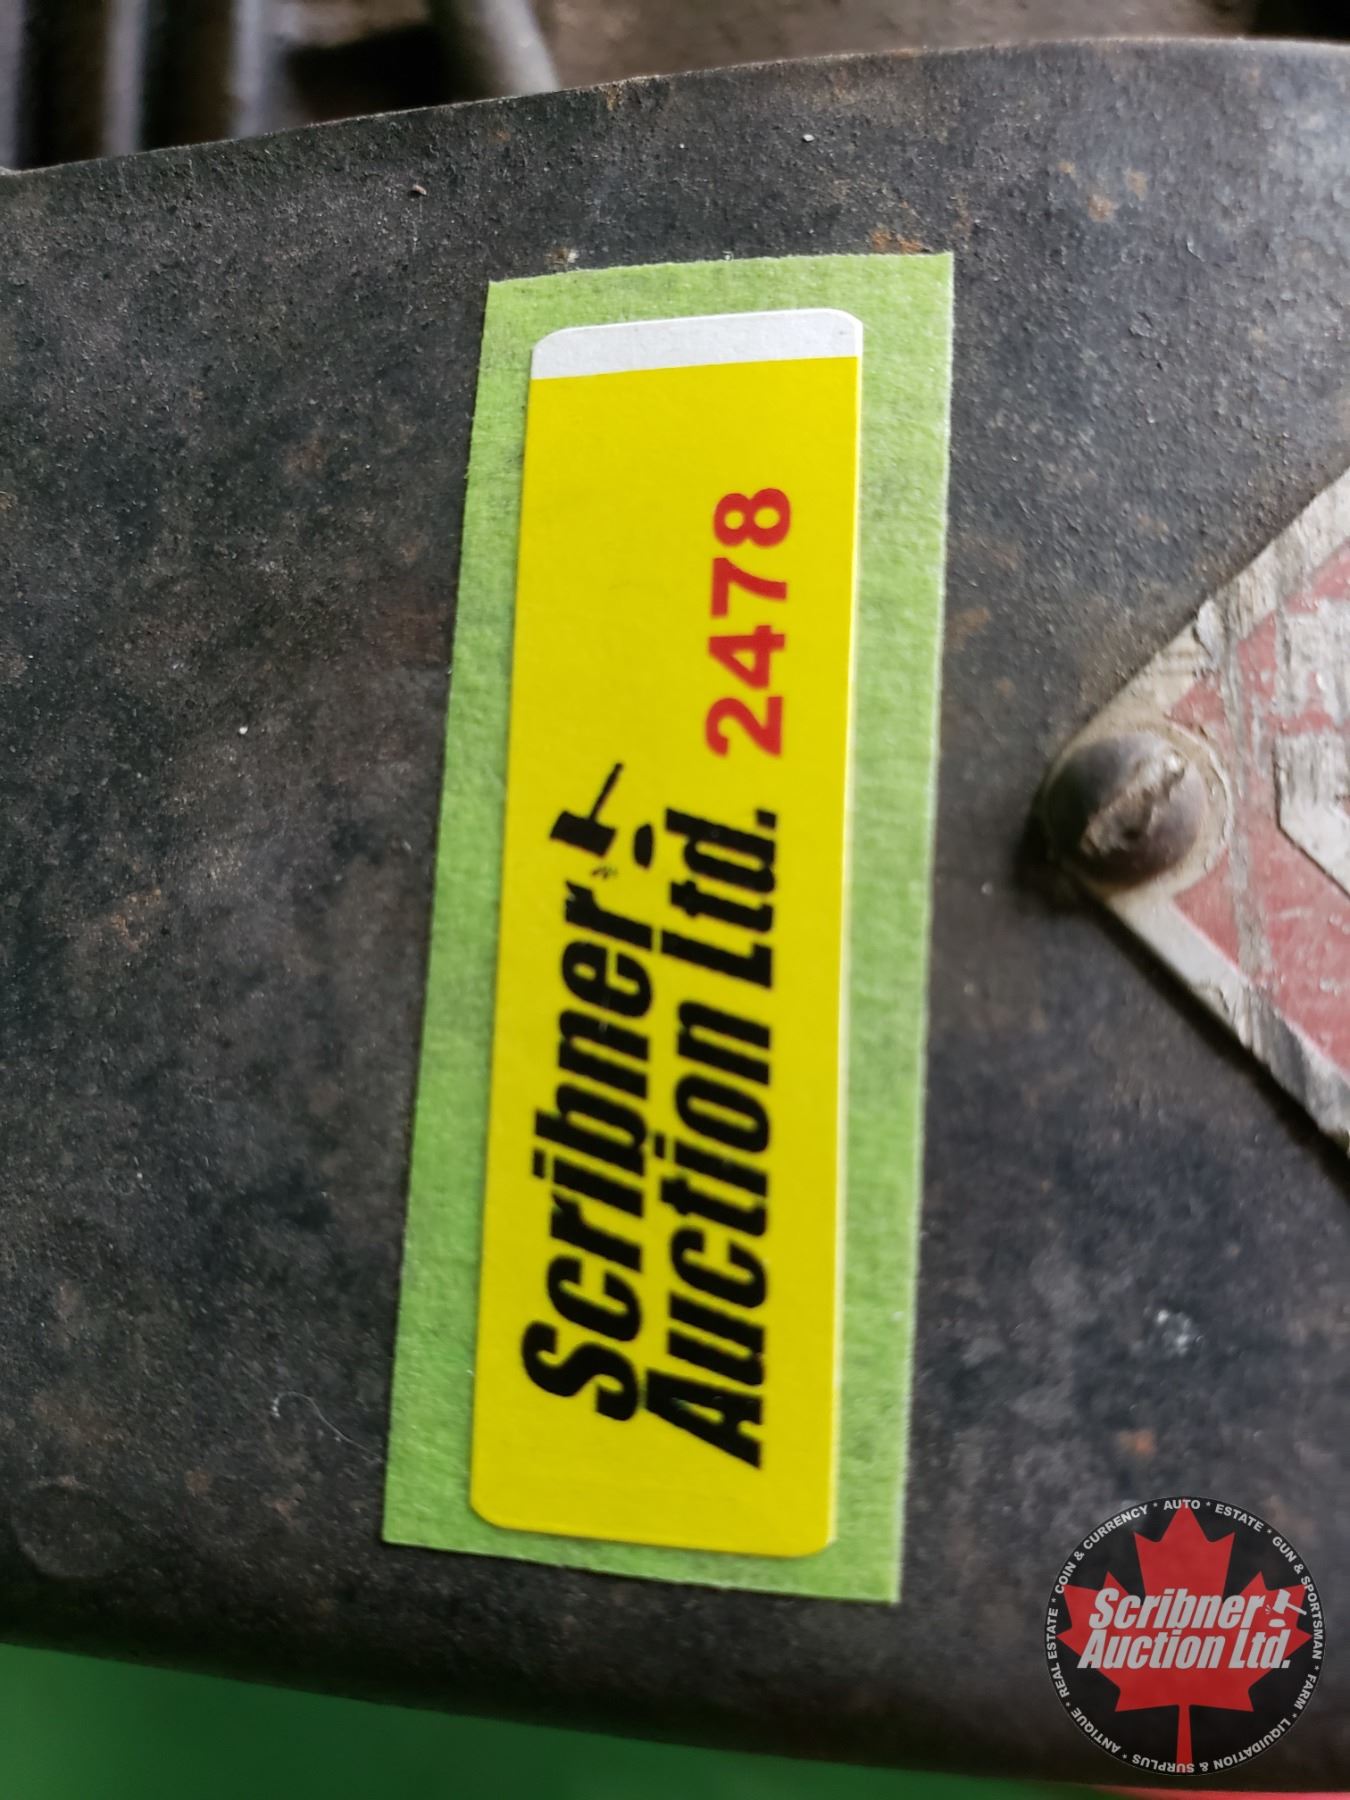 Scribner
Auction Ltd. 2478
Scribner
Auction Ltd.
ANTIQUE * REAL ESTATE * COIN & CURRENCY * AUTO * ESTATE * GUN & SPORTSMAN * FARM * LIQUIDATION & SURPLUS *